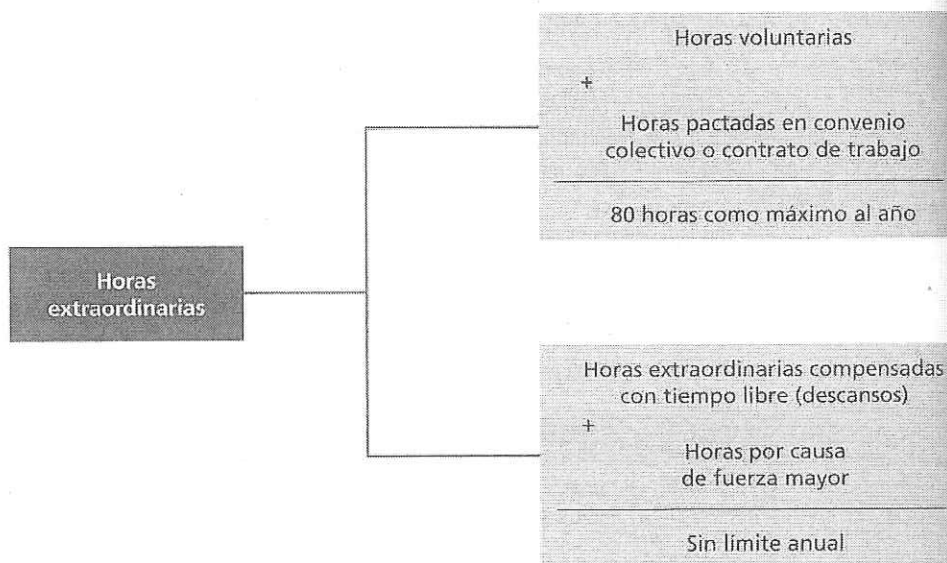 Horas voluntarias
+
Horas pactadas en convenio
colectivo o contrato de trabajo
80 horas como máximo al año
Horas
extraordinarias
Horas extraordinarias compensadas
con tiempo libre (descansos)
+
Horas por causa
de fuerza mayor
Sin límite anual